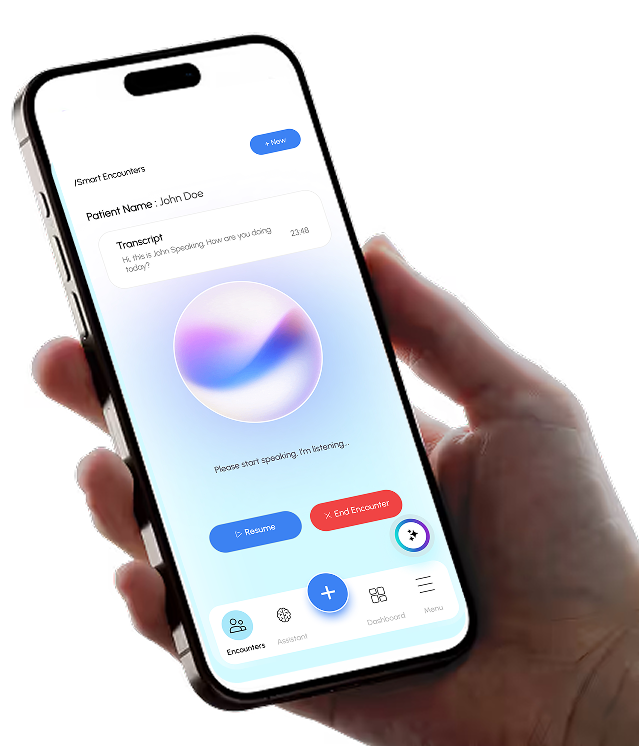 + New
/Smart Encounters
Patient Name : John Doe
Transcript
Hi, this is John Speaking. How are you doing
today?
23:48
Please start speaking. I'm listening...
Resume
End Encounter
Encounters
Assistant
Dashboard
Menu